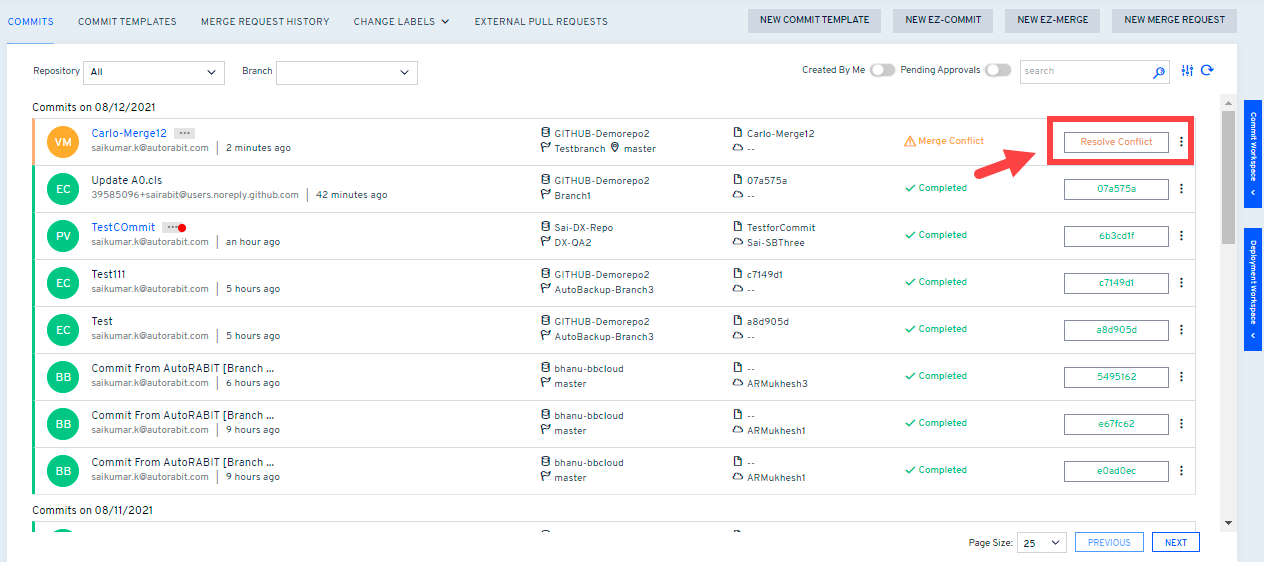 COMMITS COMMIT TEMPLATES MERGE REQUEST HISTORY CHANGE LABELS EXTERNAL PULL REQUESTS NEW COMMIT TEMPLATE NEW EZ-COMMIT NEW EZ-MERGE NEW MERGE REQUEST
Repository All Branch Created By Me Pending Approvals search
Commits on 08/12/2021
VM Carlo-Merge12 GITHUB-Demorepo2 Carlo-Merge12 Merge Conflict Resolve Conflict
saikumar.k@autorabit.com 2 minutes ago Testbranch master --
EC Update A0.cls GITHUB-Demorepo2 07a575a Completed 07a575a
39585096+sairabit@users.noreply.github.com 42 minutes ago Branch1 --
PV TestCOmmit Sai-DX-Repo TestforCommit Completed 6b3cd1f
saikumar.k@autorabit.com an hour ago DX-QA2 Sai-SBThree
EC Test111 GITHUB-Demorepo2 c7149d1 Completed c7149d1
saikumar.k@autorabit.com 5 hours ago AutoBackup-Branch3 --
EC Test GITHUB-Demorepo2 a8d905d Completed a8d905d
saikumar.k@autorabit.com 5 hours ago AutoBackup-Branch3 --
BB Commit From AutoRABIT [Branch ... bhanu-bbcloud -- Completed 5495162
saikumar.k@autorabit.com 6 hours ago master ARMukhesh3
BB Commit From AutoRABIT [Branch ... bhanu-bbcloud -- Completed e67fc62
saikumar.k@autorabit.com 9 hours ago master ARMukhesh1
BB Commit From AutoRABIT [Branch ... bhanu-bbcloud -- Completed e0ad0ec
saikumar.k@autorabit.com 9 hours ago master ARMukhesh1
Commits on 08/11/2021
Page Size: 25 PREVIOUS NEXT
Commit Workspace
Deployment Workspace